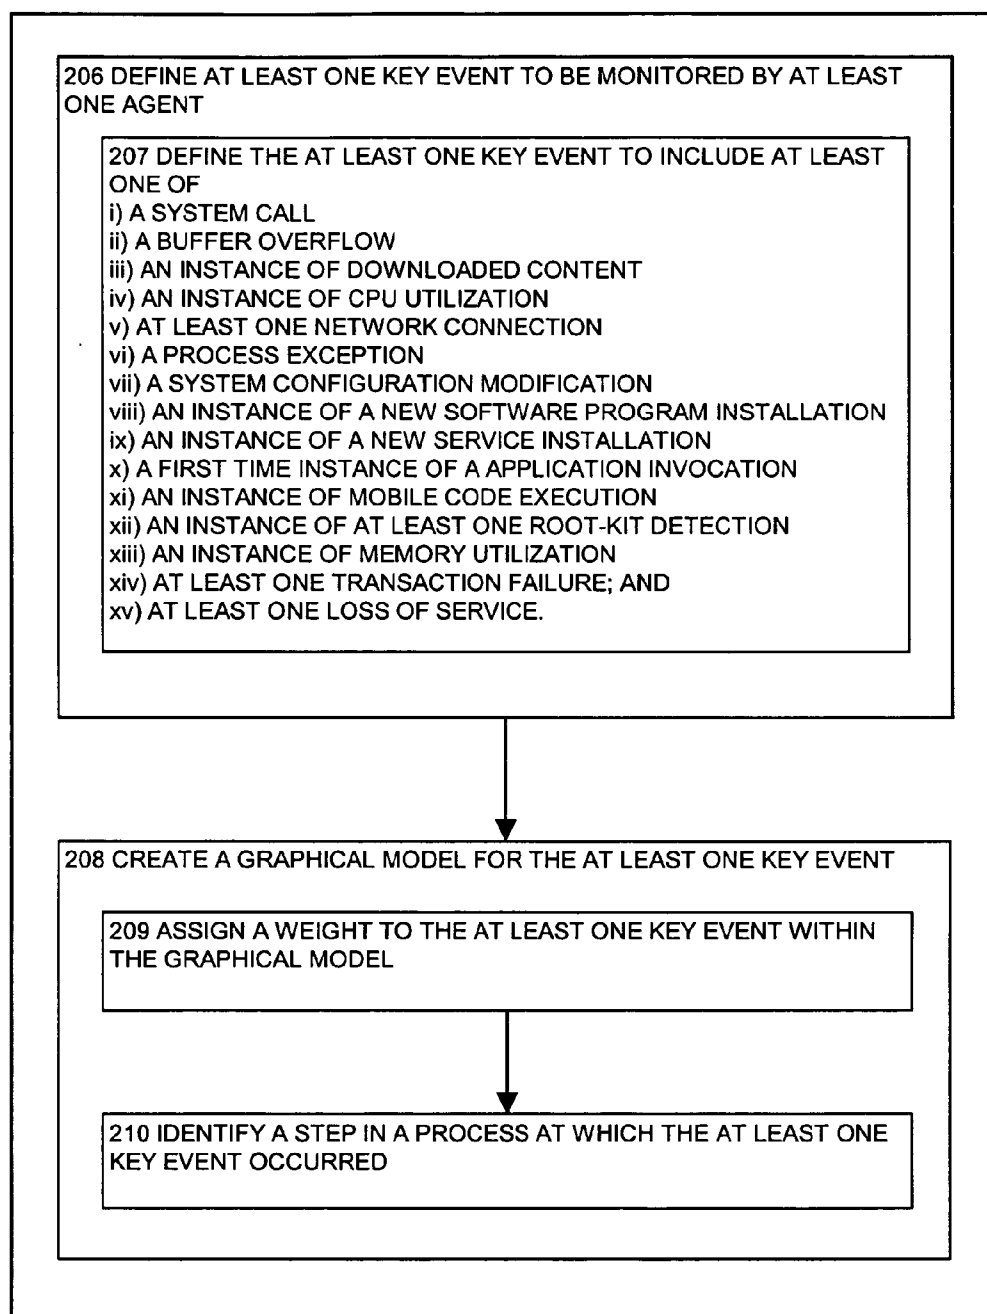 206 DEFINE AT LEAST ONE KEY EVENT TO BE MONITORED BY AT LEAST
ONE AGENT
207 DEFINE THE AT LEAST ONE KEY EVENT TO INCLUDE AT LEAST
ONE OF
i) A SYSTEM CALL
ii) A BUFFER OVERFLOW
iii) AN INSTANCE OF DOWNLOADED CONTENT
iv) AN INSTANCE OF CPU UTILIZATION
v) AT LEAST ONE NETWORK CONNECTION
vi) A PROCESS EXCEPTION
vii) A SYSTEM CONFIGURATION MODIFICATION
viii) AN INSTANCE OF A NEW SOFTWARE PROGRAM INSTALLATION
ix) AN INSTANCE OF A NEW SERVICE INSTALLATION
x) A FIRST TIME INSTANCE OF A APPLICATION INVOCATION
xi) AN INSTANCE OF MOBILE CODE EXECUTION
xii) AN INSTANCE OF AT LEAST ONE ROOT-KIT DETECTION
xiii) AN INSTANCE OF MEMORY UTILIZATION
xiv) AT LEAST ONE TRANSACTION FAILURE; AND
xv) AT LEAST ONE LOSS OF SERVICE.
208 CREATE A GRAPHICAL MODEL FOR THE AT LEAST ONE KEY EVENT
209 ASSIGN A WEIGHT TO THE AT LEAST ONE KEY EVENT WITHIN
THE GRAPHICAL MODEL
210 IDENTIFY A STEP IN A PROCESS AT WHICH THE AT LEAST ONE
KEY EVENT OCCURRED